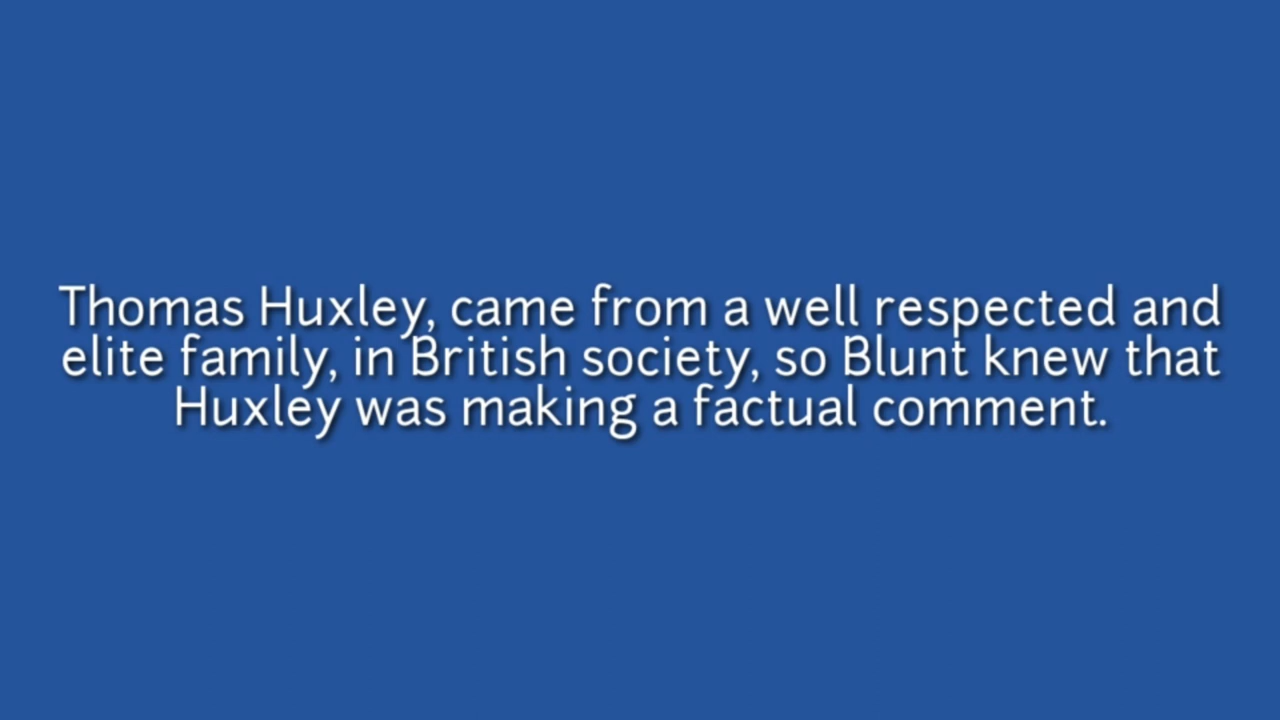 Thomas Huxley, came from a well respected and
elite family, in British society, so Blunt knew that
Huxley was making a factual comment.